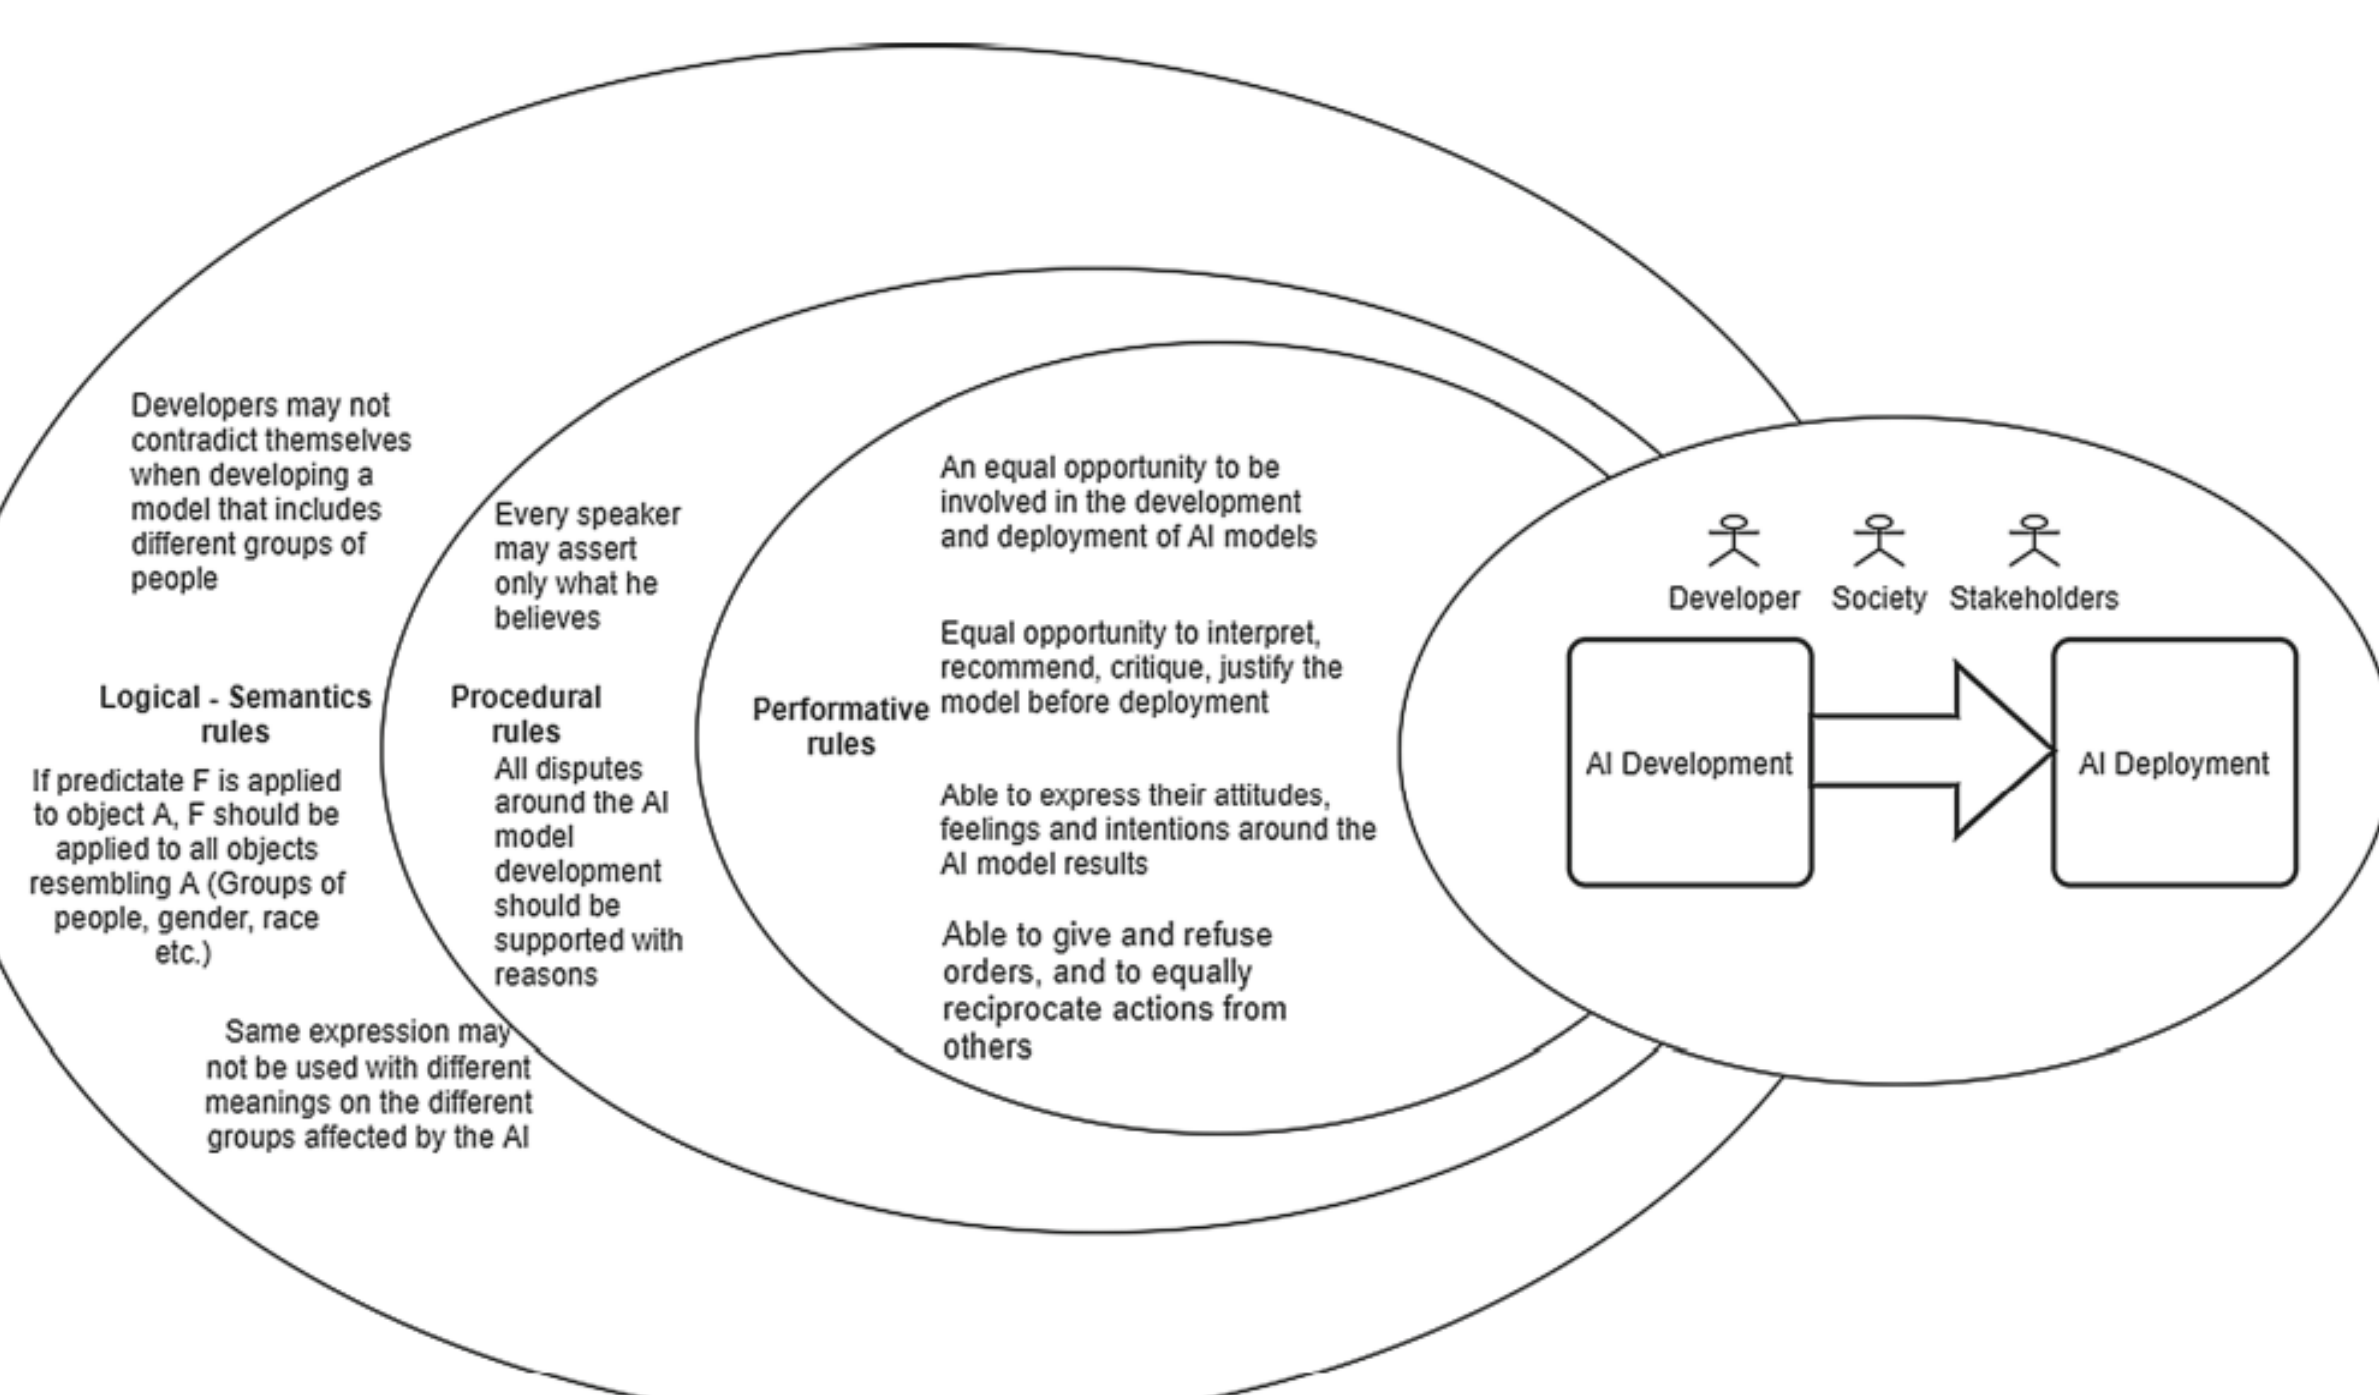 Developers may not
contradict themselves
when developing a
model that includes
different groups of
people
Logical - Semantics
rules
If predictate F is applied
to object A, F should be
applied to all objects
resembling A (Groups of
people, gender, race
etc.)
Same expression may
not be used with different
meanings on the different
groups affected by the AI
Every speaker
may assert
only what he
believes
Procedural
rules
All disputes
around the AI
model
development
should be
supported with
reasons
Performative
rules
An equal opportunity to be
involved in the development
and deployment of AI models
Equal opportunity to interpret,
recommend, critique, justify the
model before deployment
Able to express their attitudes,
feelings and intentions around the
AI model results
Able to give and refuse
orders, and to equally
reciprocate actions from
others
Developer Society Stakeholders
AI Development
AI Deployment